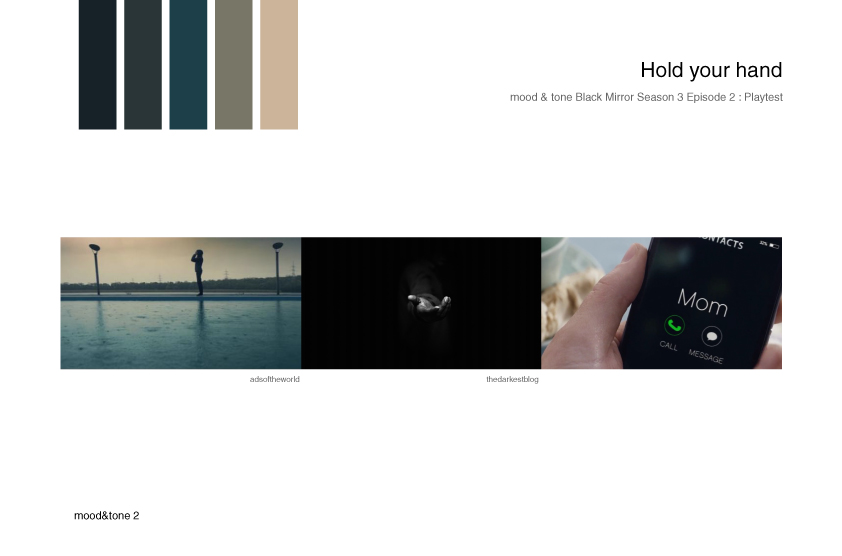 Hold your hand
mood & tone Black Mirror Season 3 Episode 2 : Playtest
Mom
CALL
MESSAGE
adsoftheworld
thedarkestblog
mood&tone 2